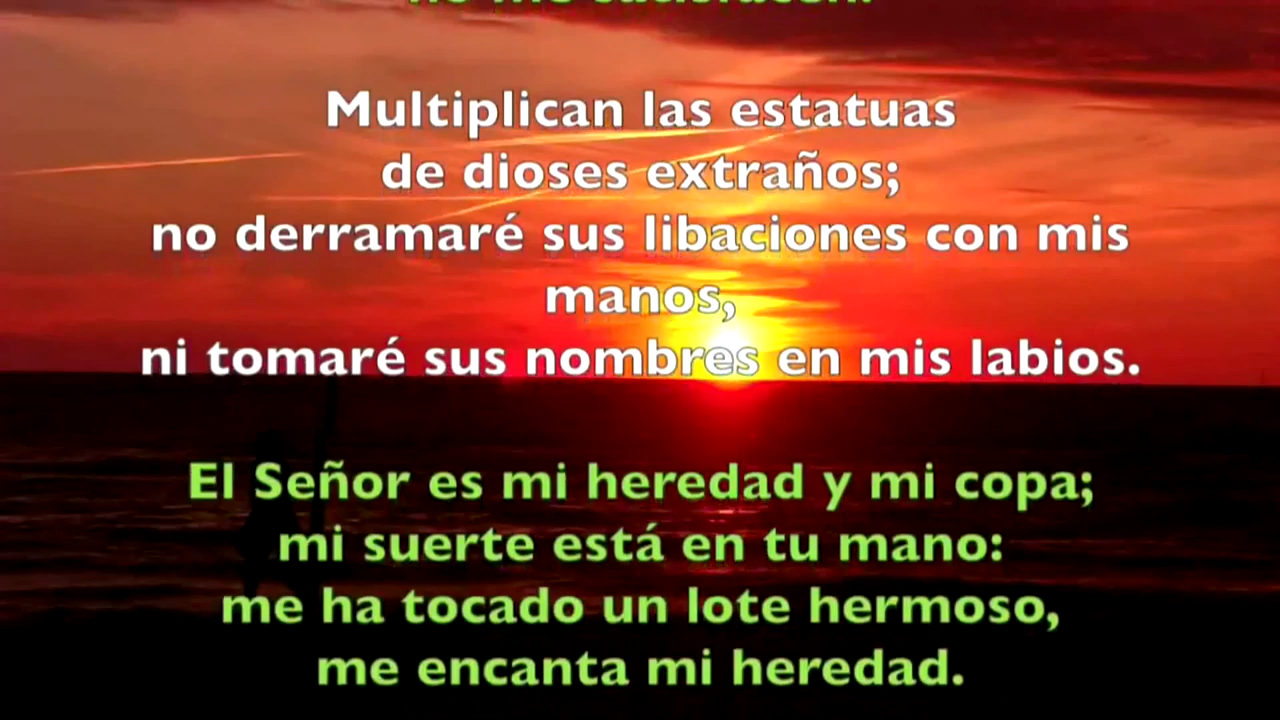 Multiplican las estatuas
de dioses extraños;
no derramaré sus libaciones con mis
manos,
ni tomaré sus nombres en mis labios.
El Señor es mi heredad y mi copa;
mi suerte está en tu mano:
me ha tocado un lote hermoso,
me encanta mi heredad.